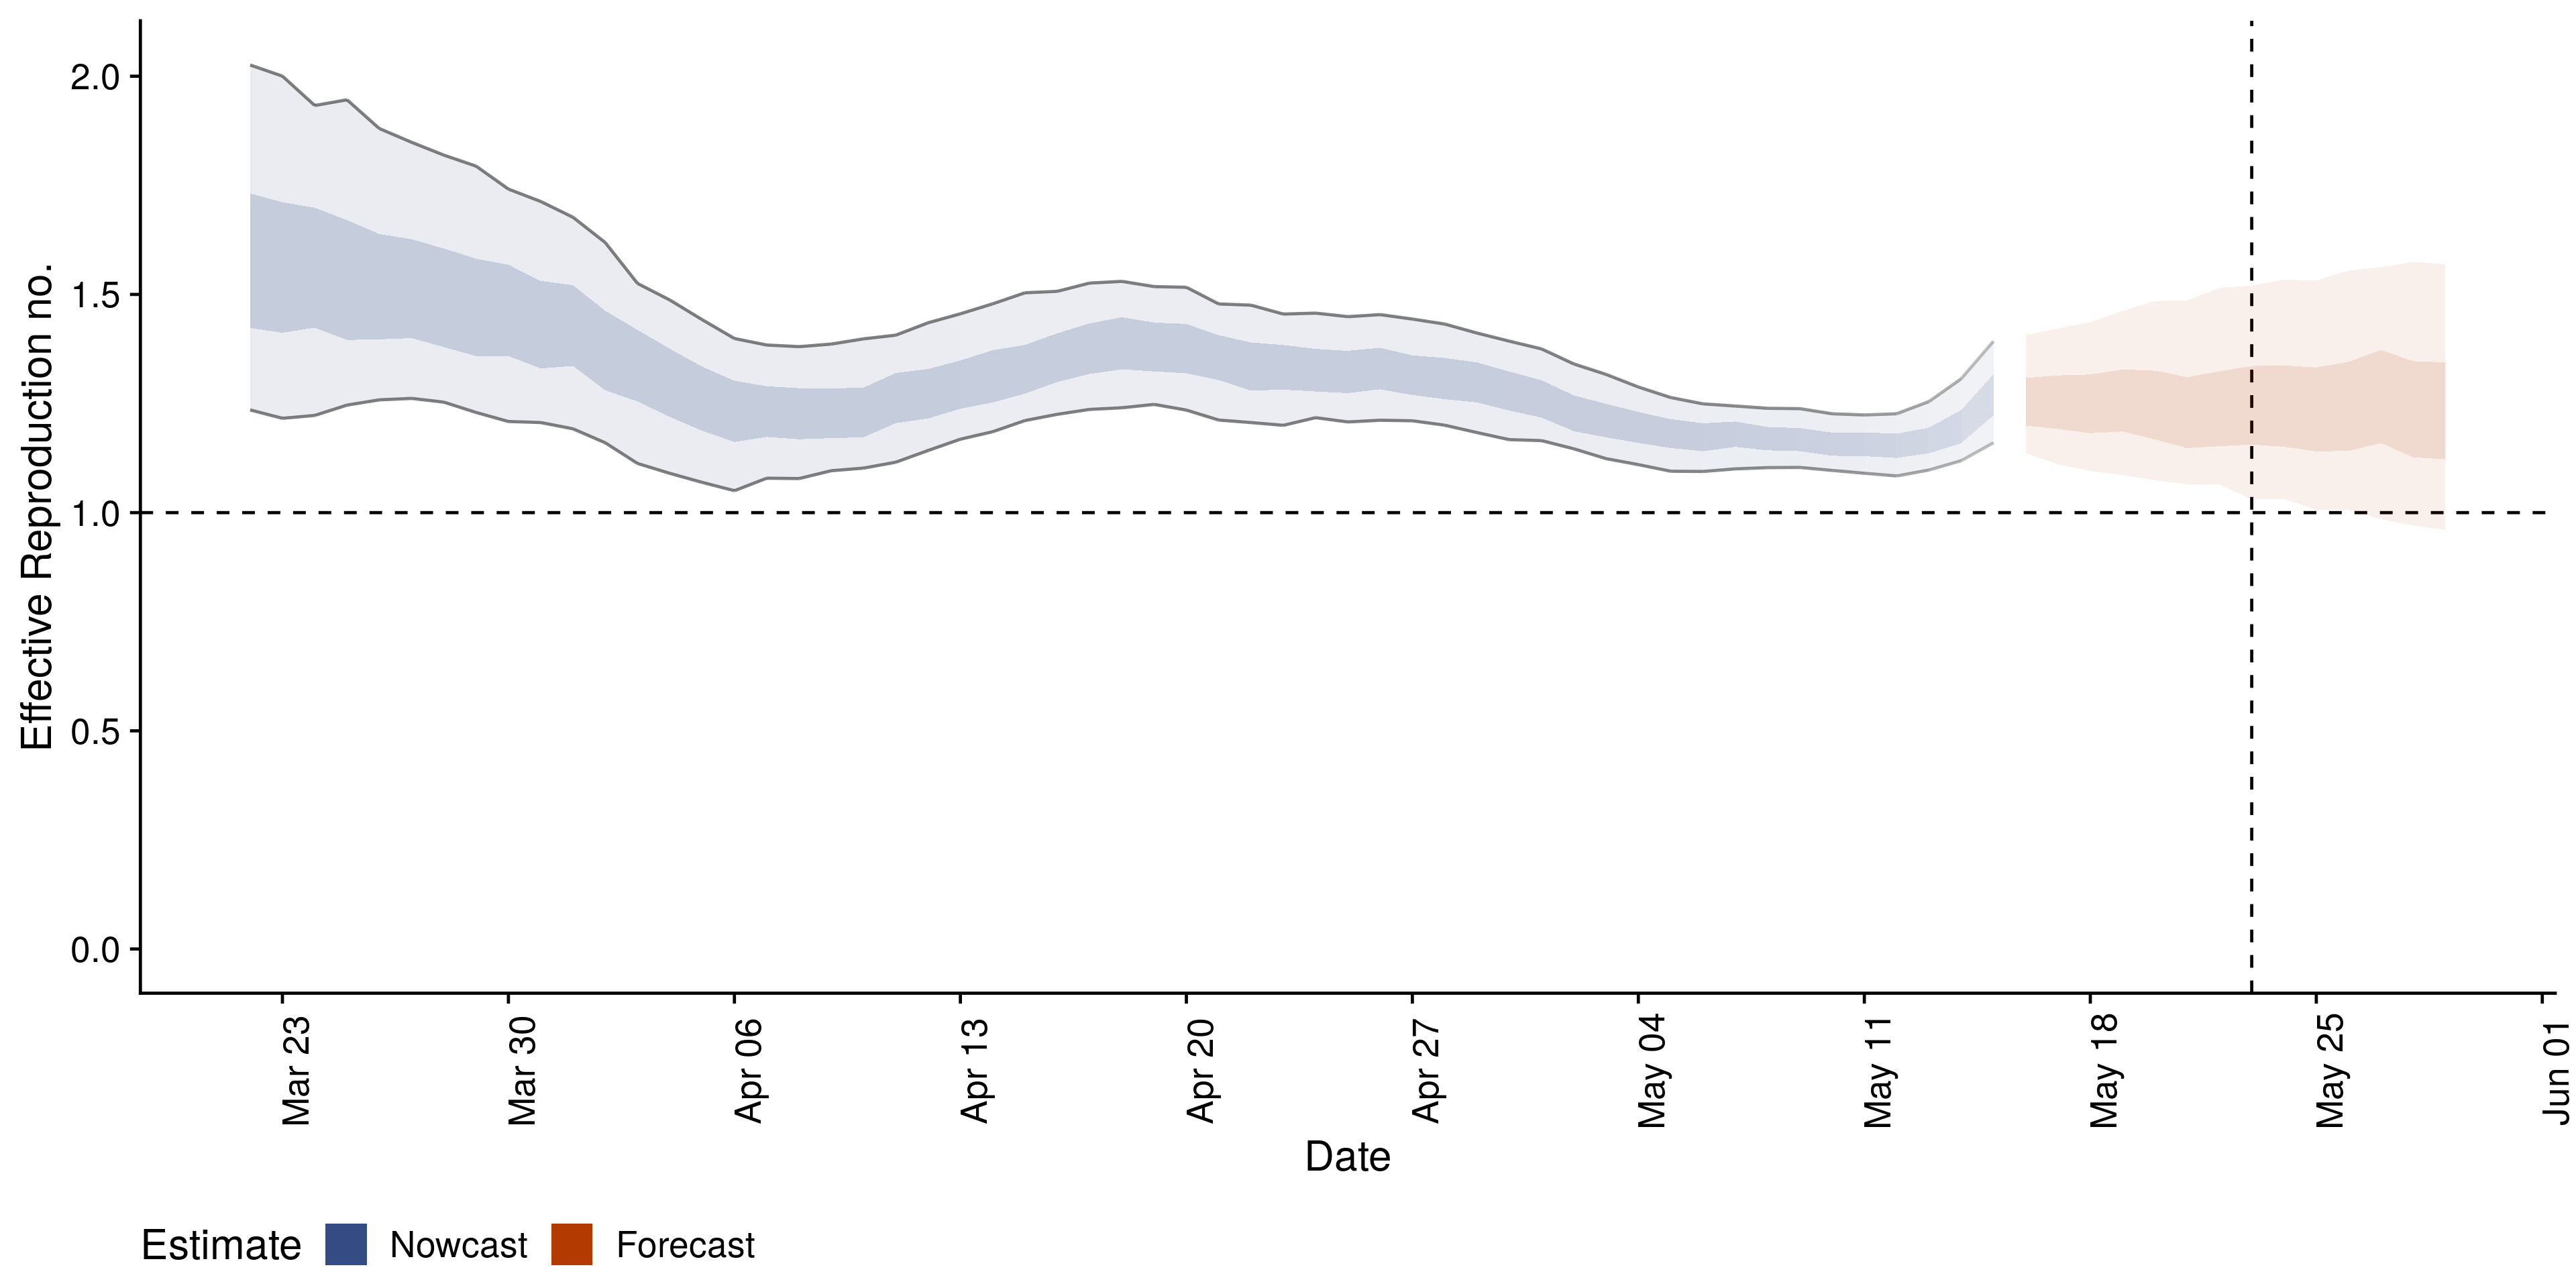 Effective Reproduction no.
2.0
1.5
1.0
0.5
0.0
Mar 23
Mar 30
Apr 06
Apr 13
Apr 20
Apr 27
May 04
May 11
May 18
May 25
Jun 01
Date
Estimate Nowcast Forecast